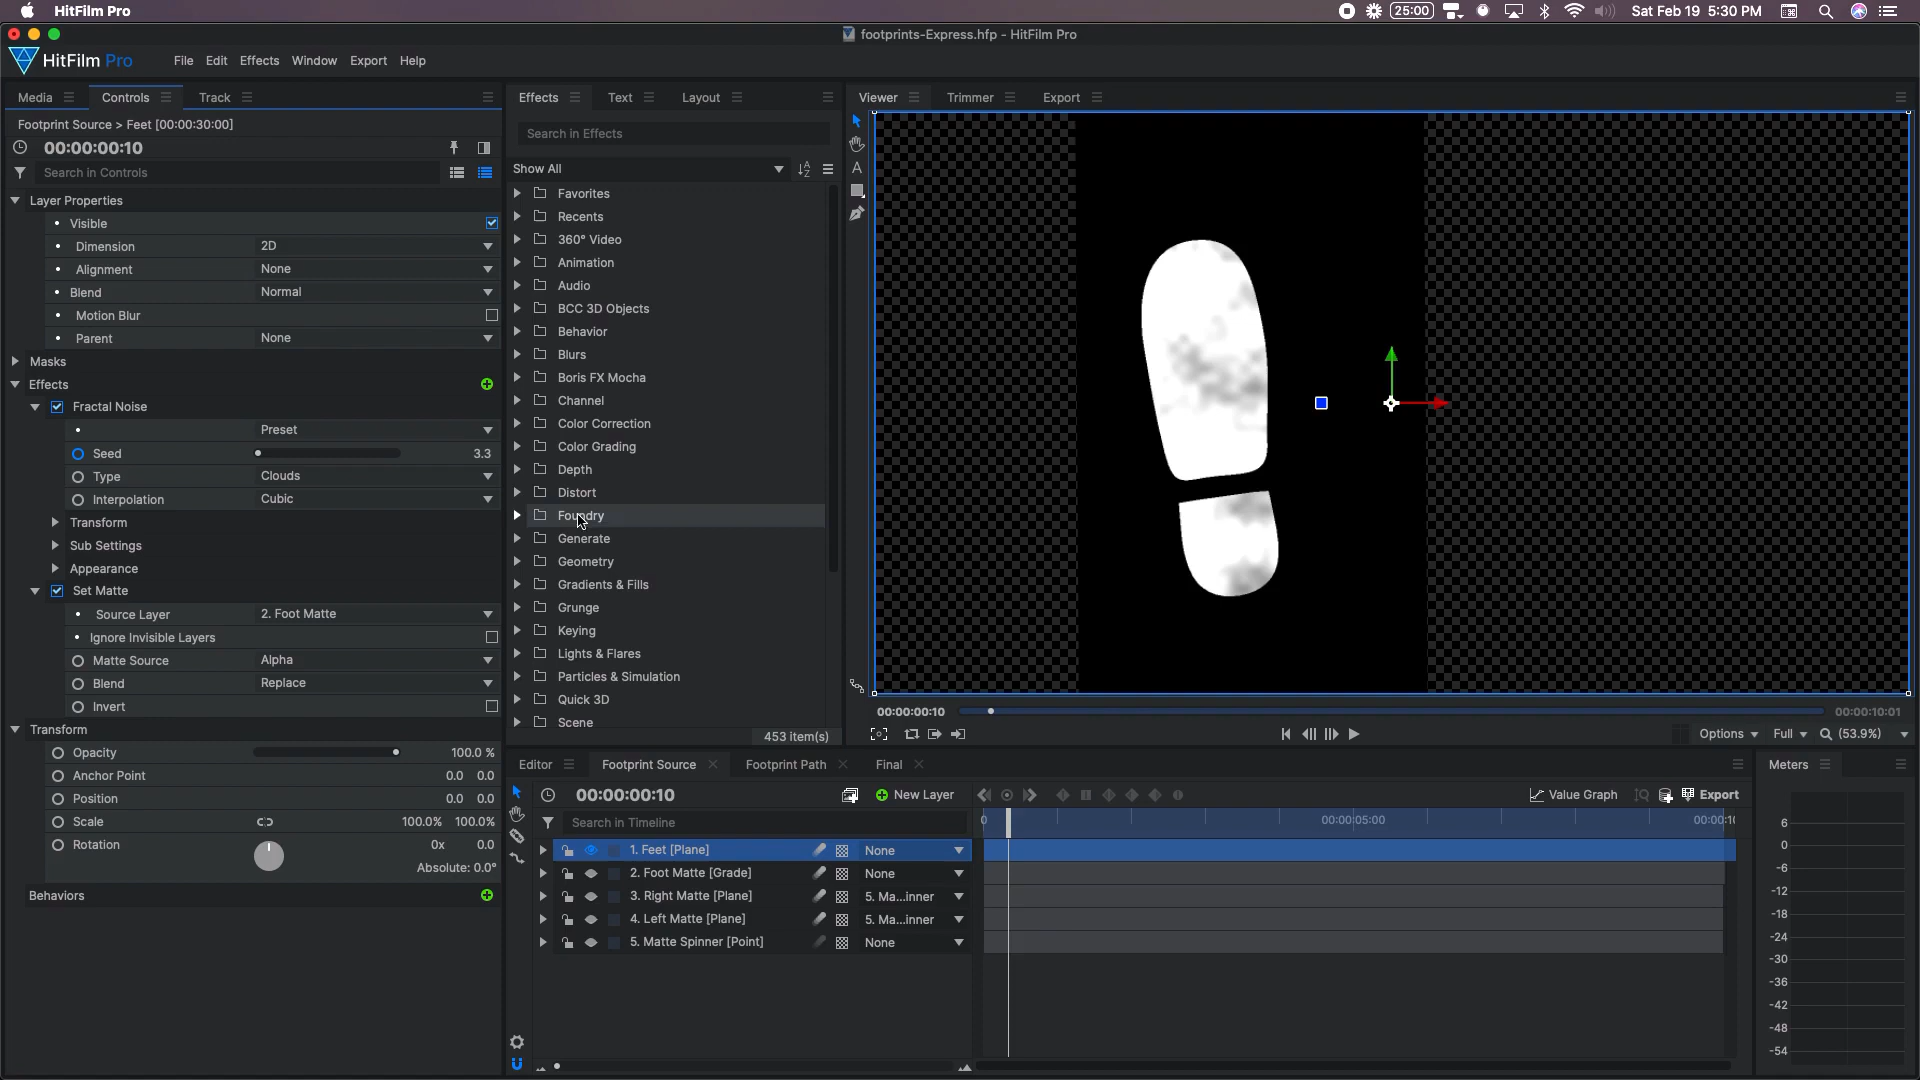 HitFilm Pro
25:00
Sat Feb 19 5:30 PM
footprints-Express.hfp - HitFilm Pro
HitFilm Pro File Edit Effects Window Export Help
Media Controls Track
Footprint Source > Feet [00:00:30:00]
00:00:00:10
Search in Controls
Layer Properties
Visible
Dimension 2D
Alignment None
Blend Normal
Motion Blur
Parent None
Masks
Effects
Fractal Noise
Preset
Seed 3.3
Type Clouds
Interpolation Cubic
Transform
Sub Settings
Appearance
Set Matte
Source Layer 2. Foot Matte
Ignore Invisible Layers
Matte Source Alpha
Blend Replace
Invert
Transform
Opacity 100.0 %
Anchor Point 0.0 0.0
Position 0.0 0.0
Scale 100.0% 100.0%
Rotation 0x 0.0
Absolute: 0.0°
Behaviors
Effects Text Layout
Search in Effects
Show All
Favorites
Recents
360° Video
Animation
Audio
BCC 3D Objects
Behavior
Blurs
Boris FX Mocha
Channel
Color Correction
Color Grading
Depth
Distort
Foundry
Generate
Geometry
Gradients & Fills
Grunge
Keying
Lights & Flares
Particles & Simulation
Quick 3D
Scene
453 item(s)
Viewer Trimmer Export
A
00:00:00:10 00:00:10:01
Options Full (53.9%)
Editor Footprint Source Footprint Path Final
00:00:00:10 New Layer Value Graph Export
Search in Timeline
0 00:00:05:00 00:00:10
1. Feet [Plane] None
2. Foot Matte [Grade] None
3. Right Matte [Plane] 5. Ma...inner
4. Left Matte [Plane] 5. Ma...inner
5. Matte Spinner [Point] None
Meters
6
0
-6
-12
-18
-24
-30
-36
-42
-48
-54